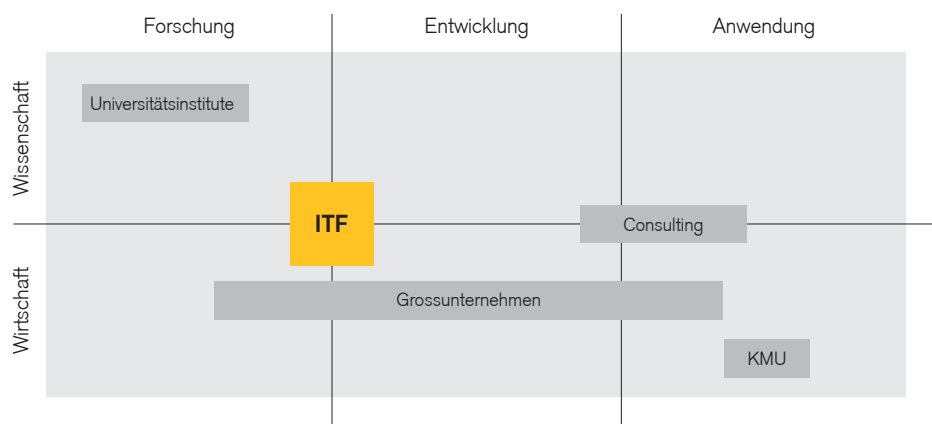 Forschung
Entwicklung
Anwendung
Wissenschaft
Universitätsinstitute
ITF
Consulting
Wirtschaft
Grossunternehmen
KMU